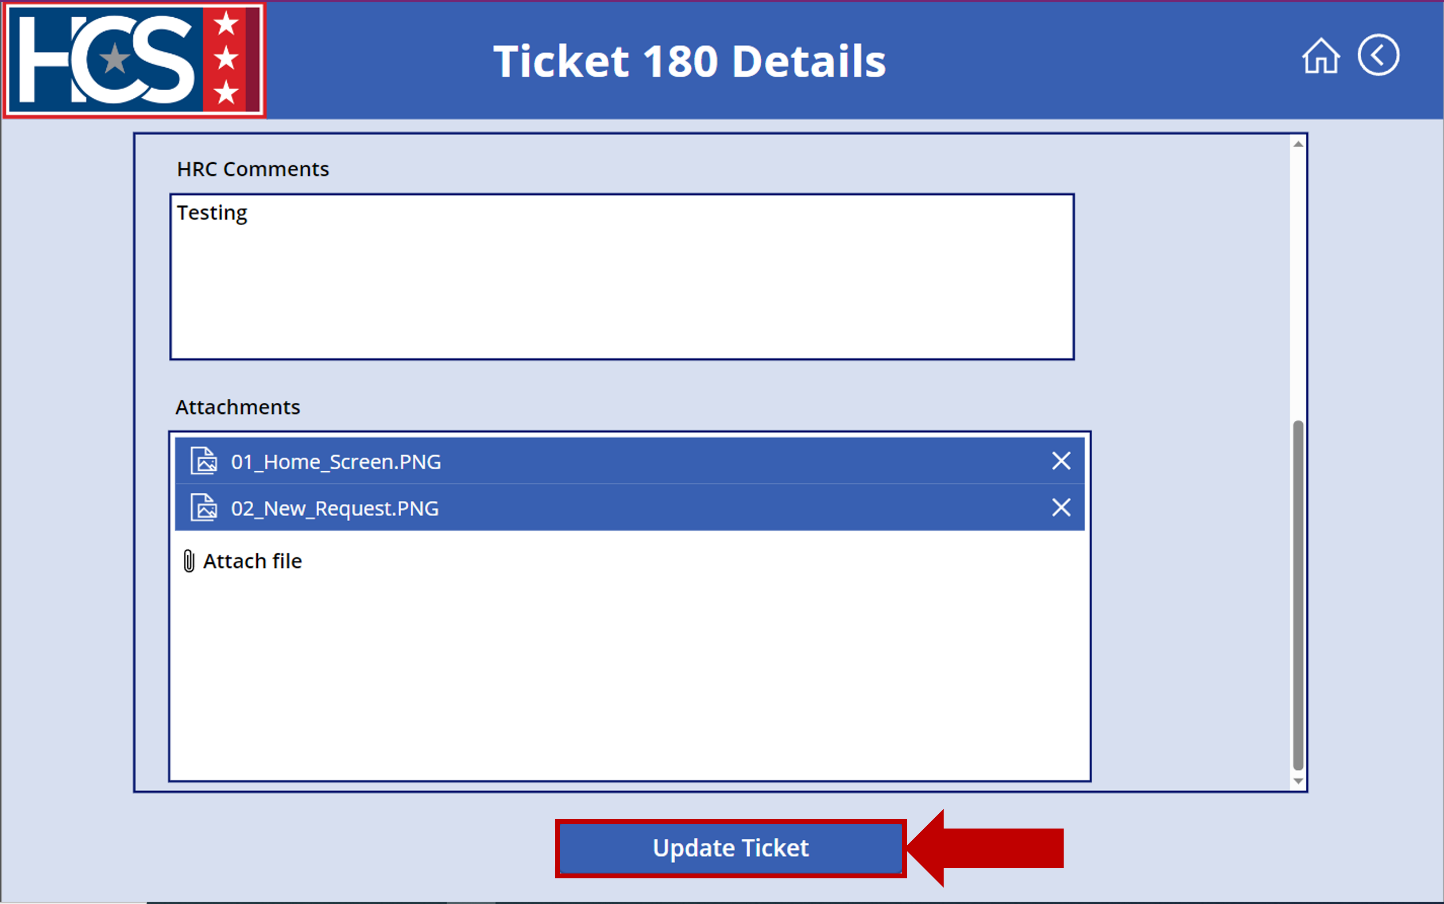 HCS
Ticket 180 Details
HRC Comments
Testing
Attachments
01_Home_Screen.PNG
02_New_Request.PNG
Attach file
Update Ticket